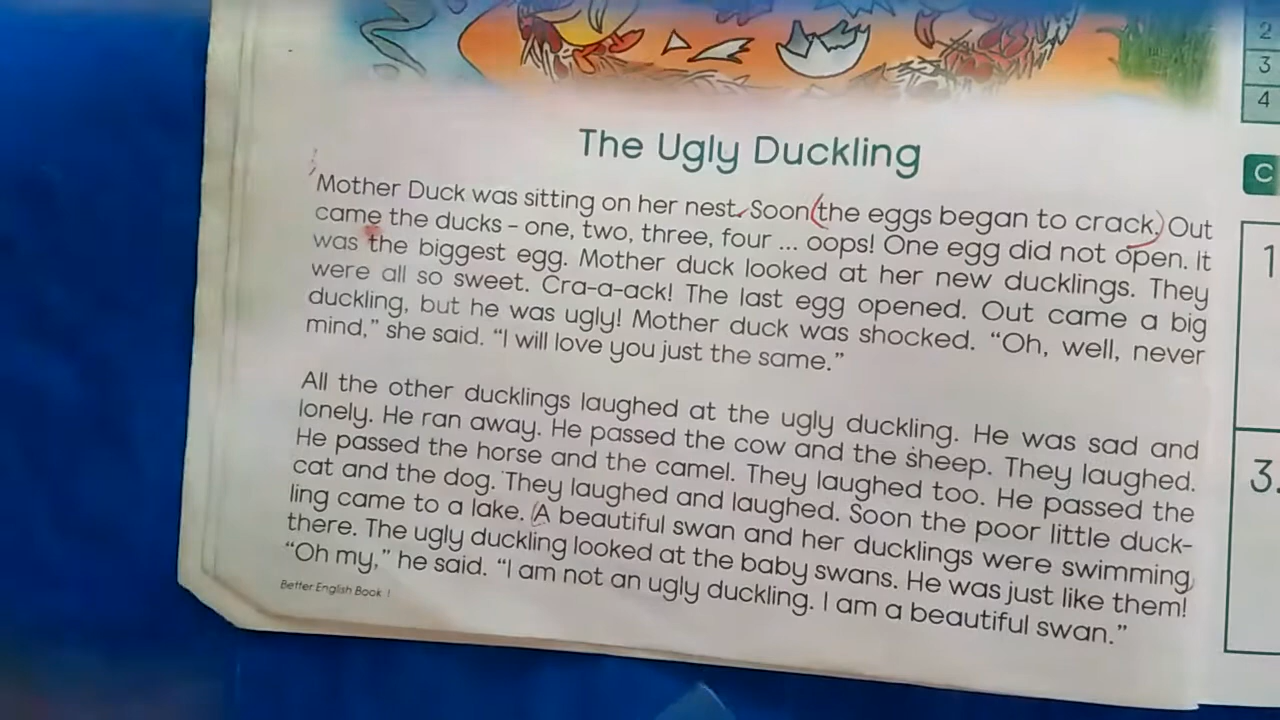 The Ugly Duckling
Mother Duck was sitting on her nest. Soon the eggs began to crack. Out
came the ducks – one, two, three, four ... oops! One egg did not open. It
was the biggest egg. Mother duck looked at her new ducklings. They
were all so sweet. Cra-a-ack! The last egg opened. Out came a big
duckling, but he was ugly! Mother duck was shocked. “Oh, well, never
mind,” she said. “I will love you just the same.”
All the other ducklings laughed at the ugly duckling. He was sad and
lonely. He ran away. He passed the cow and the sheep. They laughed.
He passed the horse and the camel. They laughed too. He passed the
cat and the dog. They laughed and laughed. Soon the poor little duck-
ling came to a lake. A beautiful swan and her ducklings were swimming
there. The ugly duckling looked at the baby swans. He was just like them!
“Oh my,” he said. “I am not an ugly duckling. I am a beautiful swan.”
Better English Book 1
2
3
4
C
1
3.